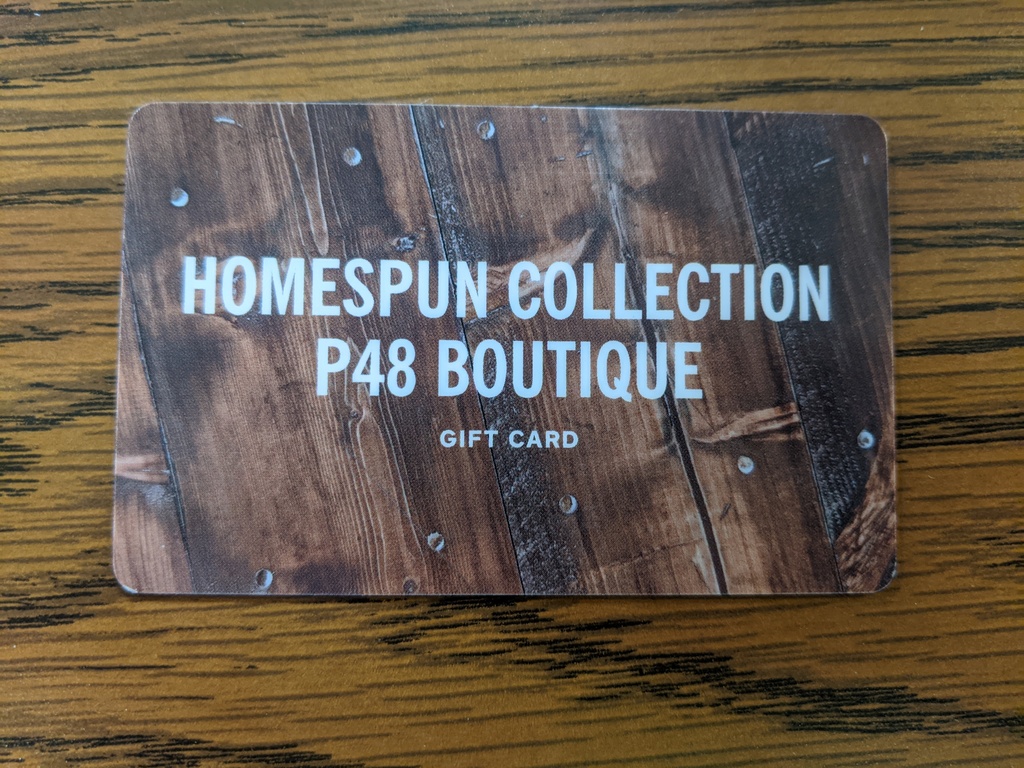 HOMESPUN COLLECTION
P48 BOUTIQUE
GIFT CARD